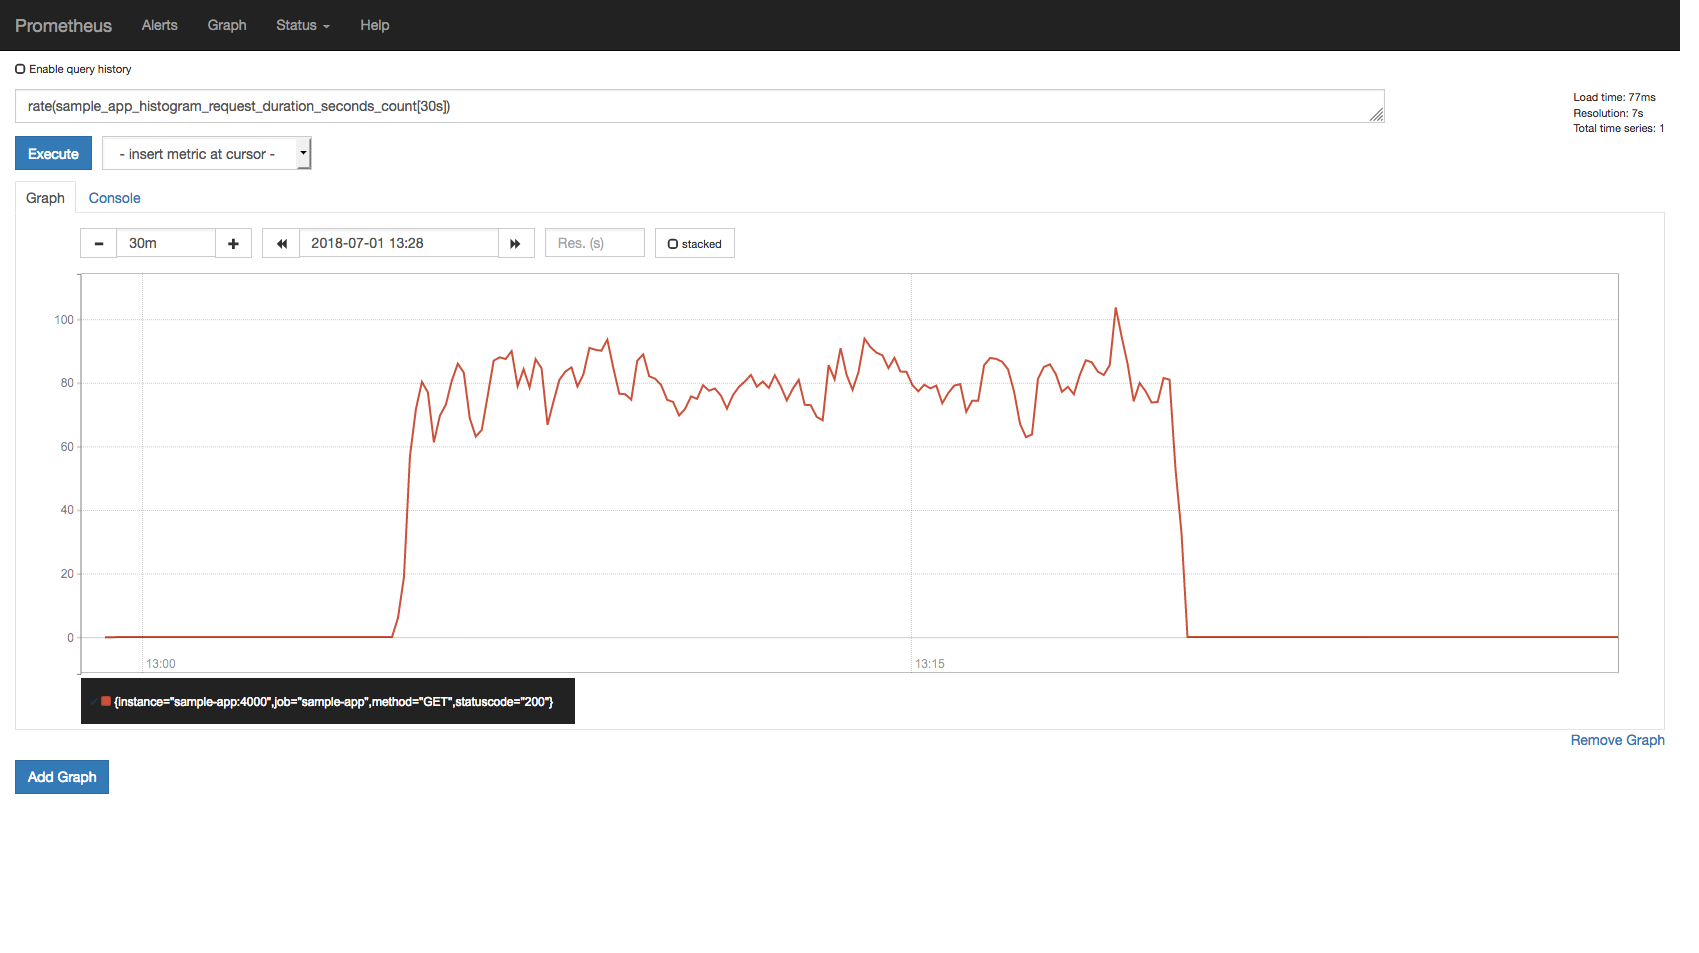 Prometheus Alerts Graph Status Help
Enable query history
rate(sample_app_histogram_request_duration_seconds_count[30s])
Load time: 77ms
Resolution: 7s
Total time series: 1
Execute - insert metric at cursor -
Graph Console
30m 2018-07-01 13:28 Res. (s) stacked
100
80
60
40
20
0
13:00 13:15
{instance="sample-app:4000",job="sample-app",method="GET",statuscode="200"}
Remove Graph
Add Graph